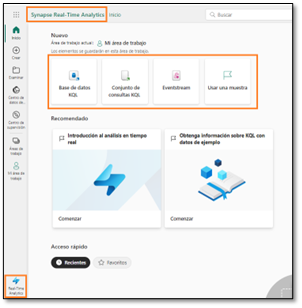 Synapse Real-Time Analytics Inicio
Buscar
Inicio
Crear
Examinar
Centro de datos de...
Centro de supervisión
Áreas de trabajo
Mi área de trabajo
Real-Time Analytics
Nuevo
Área de trabajo actual: Mi área de trabajo
Los elementos se guardarán en esta área de trabajo.
Base de datos KQL
Conjunto de consultas KQL
Eventstream
Usar una muestra
Recomendado
Introducción al análisis en tiempo real
Comenzar
Obtenga información sobre KQL con datos de ejemplo
Comenzar
Acceso rápido
Recientes
Favoritos